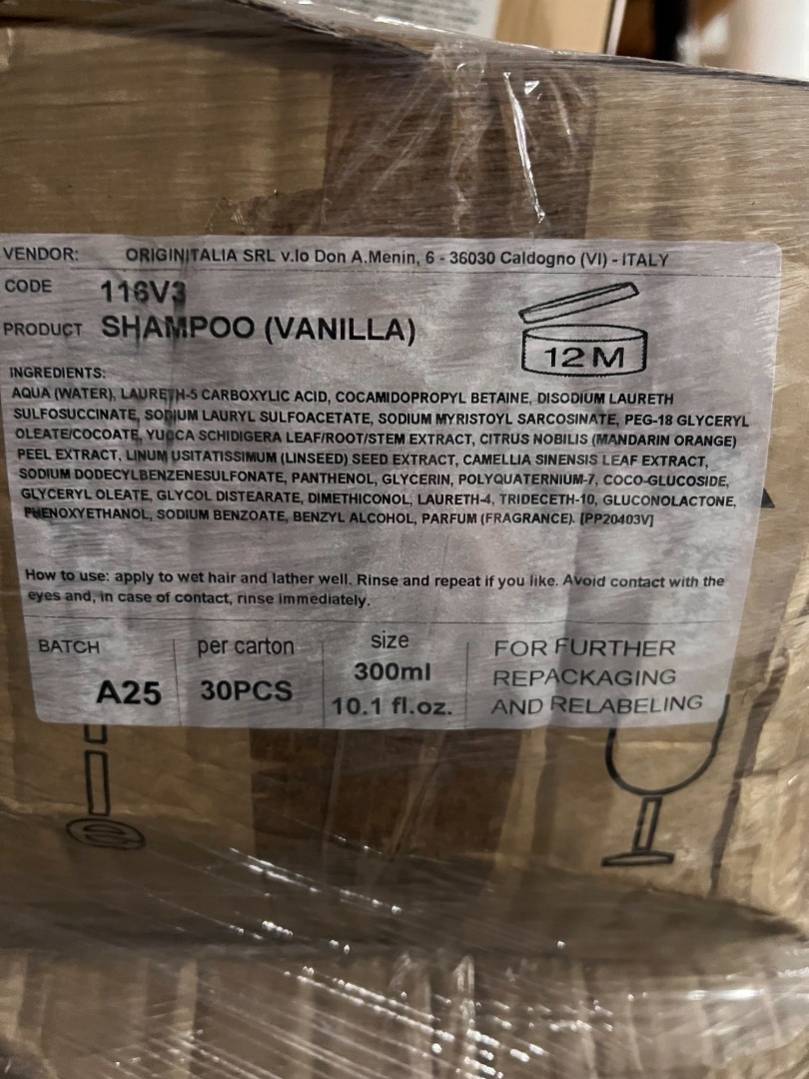 VENDOR: ORIGINITALIA SRL v.lo Don A.Menin, 6 - 36030 Caldogno (VI) - ITALY
CODE 116V3
PRODUCT SHAMPOO (VANILLA)
12M
INGREDIENTS:
AQUA (WATER), LAURETH-5 CARBOXYLIC ACID, COCAMIDOPROPYL BETAINE, DISODIUM LAURETH
SULFOSUCCINATE, SODIUM LAURYL SULFOACETATE, SODIUM MYRISTOYL SARCOSINATE, PEG-18 GLYCERYL
OLEATE/COCOATE, YUCCA SCHIDIGERA LEAF/ROOT/STEM EXTRACT, CITRUS NOBILIS (MANDARIN ORANGE)
PEEL EXTRACT, LINUM USITATISSIMUM (LINSEED) SEED EXTRACT, CAMELLIA SINENSIS LEAF EXTRACT,
SODIUM DODECYLBENZENESULFONATE, PANTHENOL, GLYCERIN, POLYQUATERNIUM-7, COCO-GLUCOSIDE,
GLYCERYL OLEATE, GLYCOL DISTEARATE, DIMETHICONOL, LAURETH-4, TRIDECETH-10, GLUCONOLACTONE,
PHENOXYETHANOL, SODIUM BENZOATE, BENZYL ALCOHOL, PARFUM (FRAGRANCE). [PP20403V]
How to use: apply to wet hair and lather well. Rinse and repeat if you like. Avoid contact with the
eyes and, in case of contact, rinse immediately.
BATCH
A25
per carton
30PCS
size
300ml
10.1 fl.oz.
FOR FURTHER
REPACKAGING
AND RELABELING